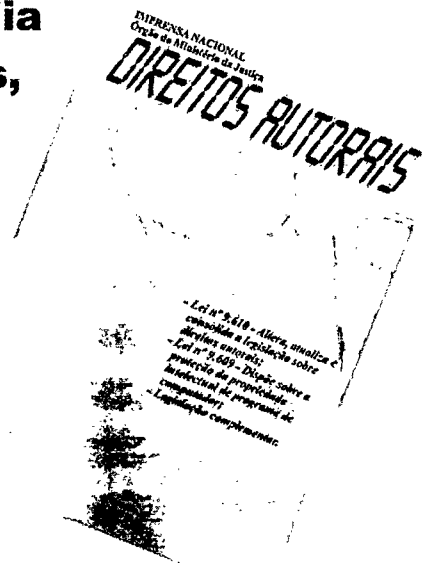 ia
s,
IMPRENSA NACIONAL
Órgão do Ministério da Justiça
DIREITOS AUTORAIS
- Lei nº 9.610 - Altera, atualiza e
consolida a legislação sobre
direitos autorais;
- Lei nº 9.609 - Dispõe sobre a
proteção da propriedade
intelectual de programa de
computador;
- Legislação complementar.